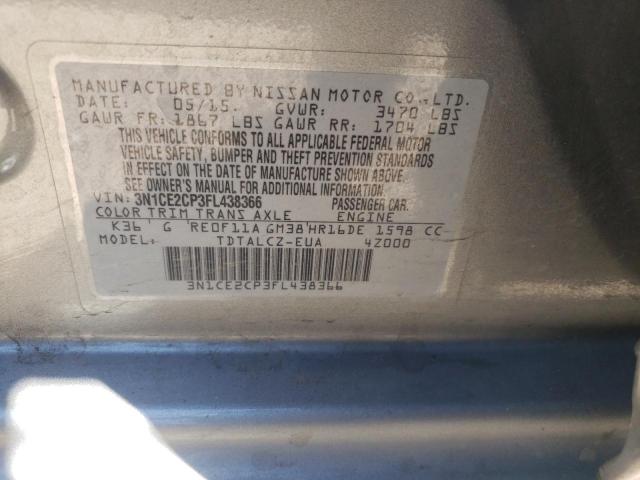 MANUFACTURED BY NISSAN MOTOR CO.,LTD.
DATE: 05/15. GVWR: 3470 LBS
GAWR FR: 1867 LBS GAWR RR: 1704 LBS
THIS VEHICLE CONFORMS TO ALL APPLICABLE FEDERAL MOTOR
VEHICLE SAFETY, BUMPER AND THEFT PREVENTION STANDARDS
IN EFFECT ON THE DATE OF MANUFACTURE SHOWN ABOVE.
SEE OWNER'S MANUAL FOR ADDITIONAL INFORMATION.
VIN: 3N1CE2CP3FL438366 PASSENGER CAR.
COLOR TRIM TRANS AXLE ENGINE
K36 G RE0F11A GM38 HR16DE 1598 CC
MODEL: TDTALCZ-EUA 4Z000
3N1CE2CP3FL438366